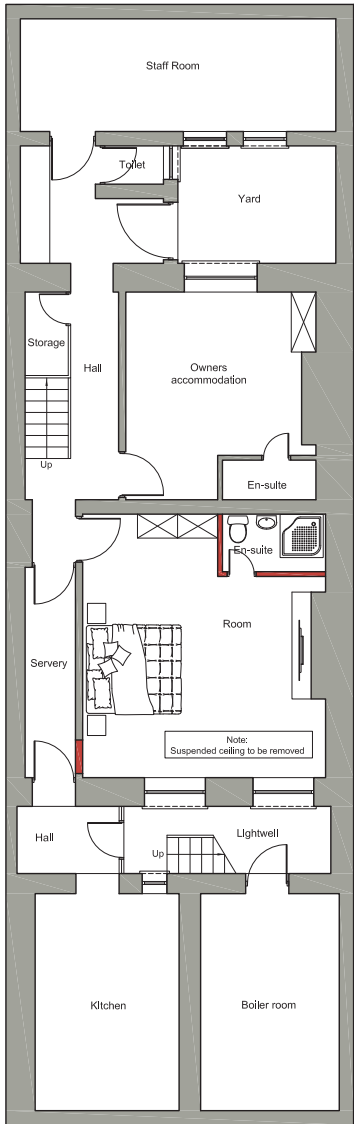 Staff Room
Toilet
Yard
Storage
Hall
Owners
accommodation
Up
En-suite
En-suite
Room
Servery
Note:
Suspended ceiling to be removed
Hall
Lightwell
Up
Kitchen
Boiler room